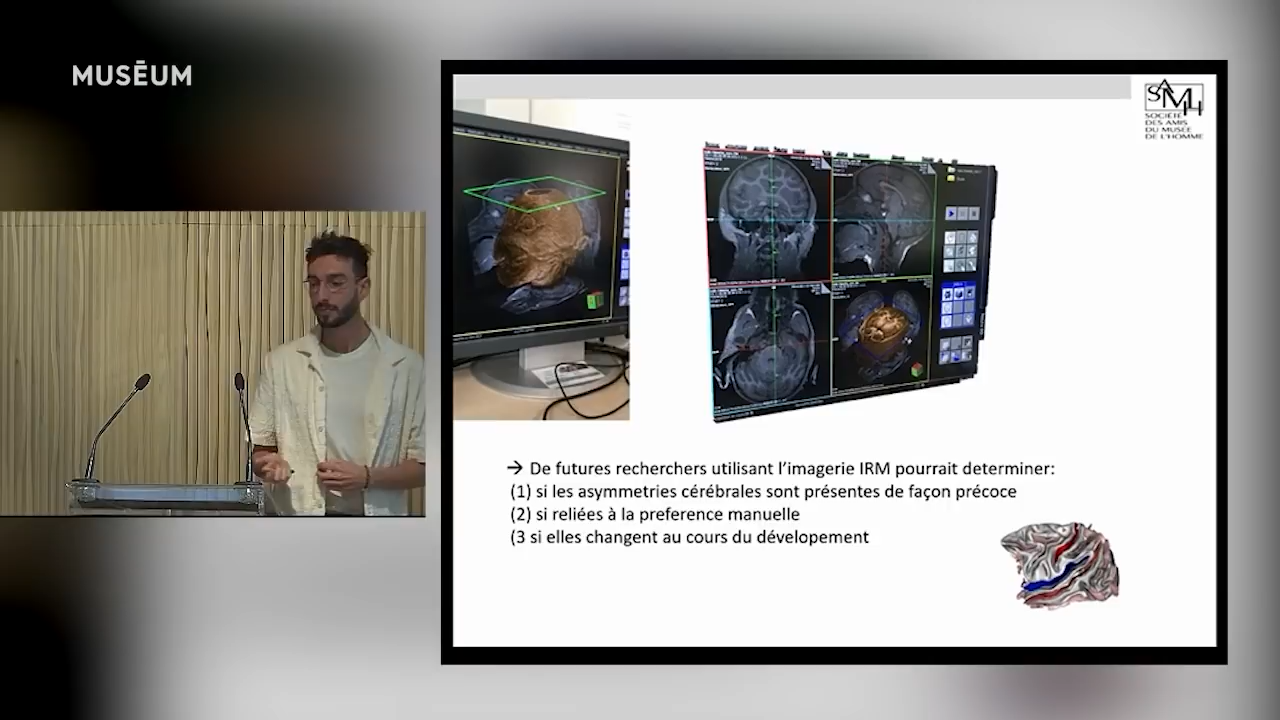 MUSĒUM
SAMH
SOCIÉTÉ
DES AMIS
DU MUSÉE
DE L'HOMME
→ De futures recherchers utilisant l'imagerie IRM pourrait determiner:
(1) si les asymmetries cérébrales sont présentes de façon précoce
(2) si reliées à la preference manuelle
(3 si elles changent au cours du dévelopement